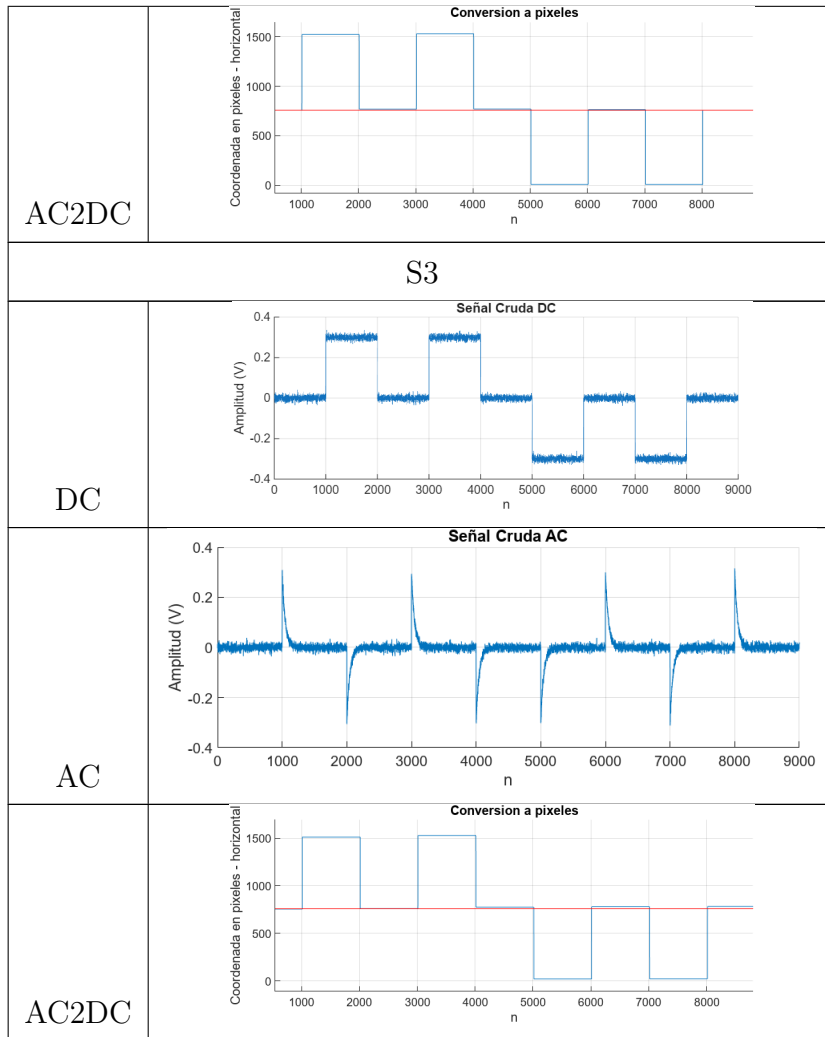 Conversion a pixeles
Coordenada en pixeles - horizontal
1500
1000
500
0
1000 2000 3000 4000 5000 6000 7000 8000
n
AC2DC
S3
Señal Cruda DC
Amplitud (V)
0.4
0.2
0
-0.2
-0.4
0 1000 2000 3000 4000 5000 6000 7000 8000 9000
n
DC
Señal Cruda AC
Amplitud (V)
0.4
0.2
0
-0.2
-0.4
0 1000 2000 3000 4000 5000 6000 7000 8000 9000
n
AC
Conversion a pixeles
Coordenada en pixeles - horizontal
1500
1000
500
0
1000 2000 3000 4000 5000 6000 7000 8000
n
AC2DC